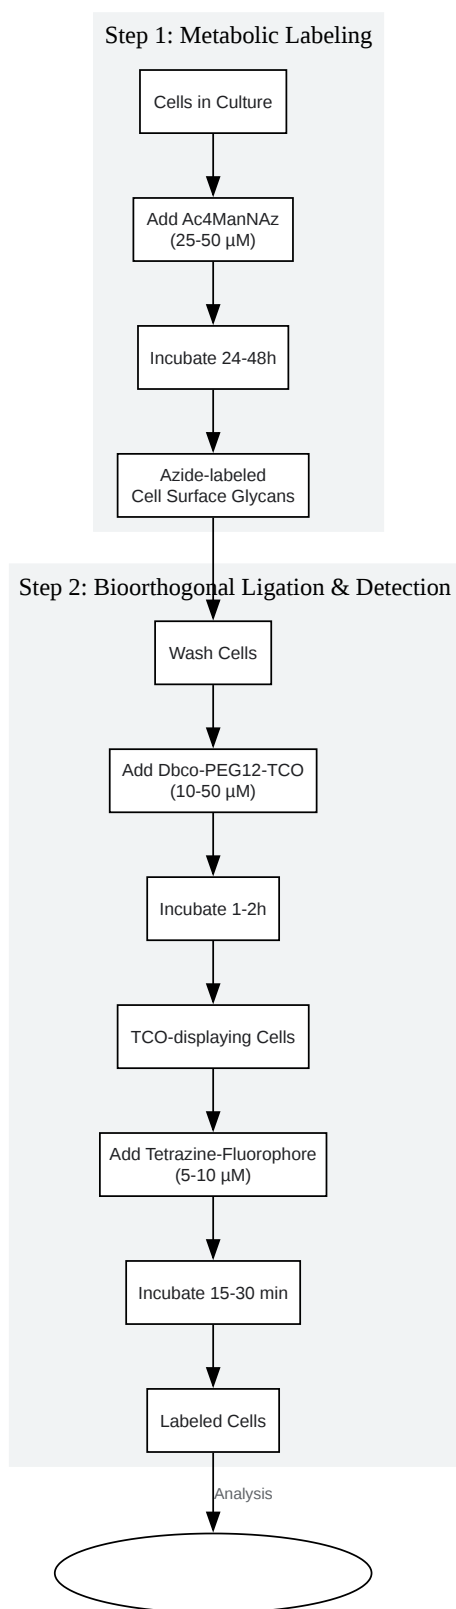 Step 1: Metabolic Labeling
Cells in Culture
Add Ac4ManNAz
(25-50 µM)
Incubate 24-48h
Azide-labeled
Cell Surface Glycans
Step 2: Bioorthogonal Ligation & Detection
Wash Cells
Add Dbco-PEG12-TCO
(10-50 µM)
Incubate 1-2h
TCO-displaying Cells
Add Tetrazine-Fluorophore
(5-10 µM)
Incubate 15-30 min
Labeled Cells
Analysis